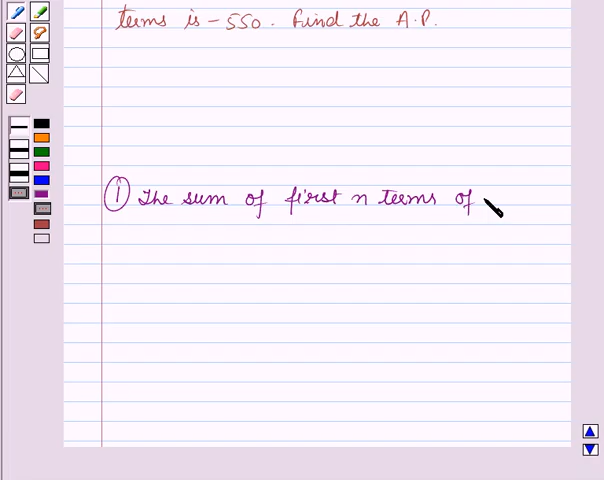 terms is - 550. Find the A.P.
① The sum of first n terms of